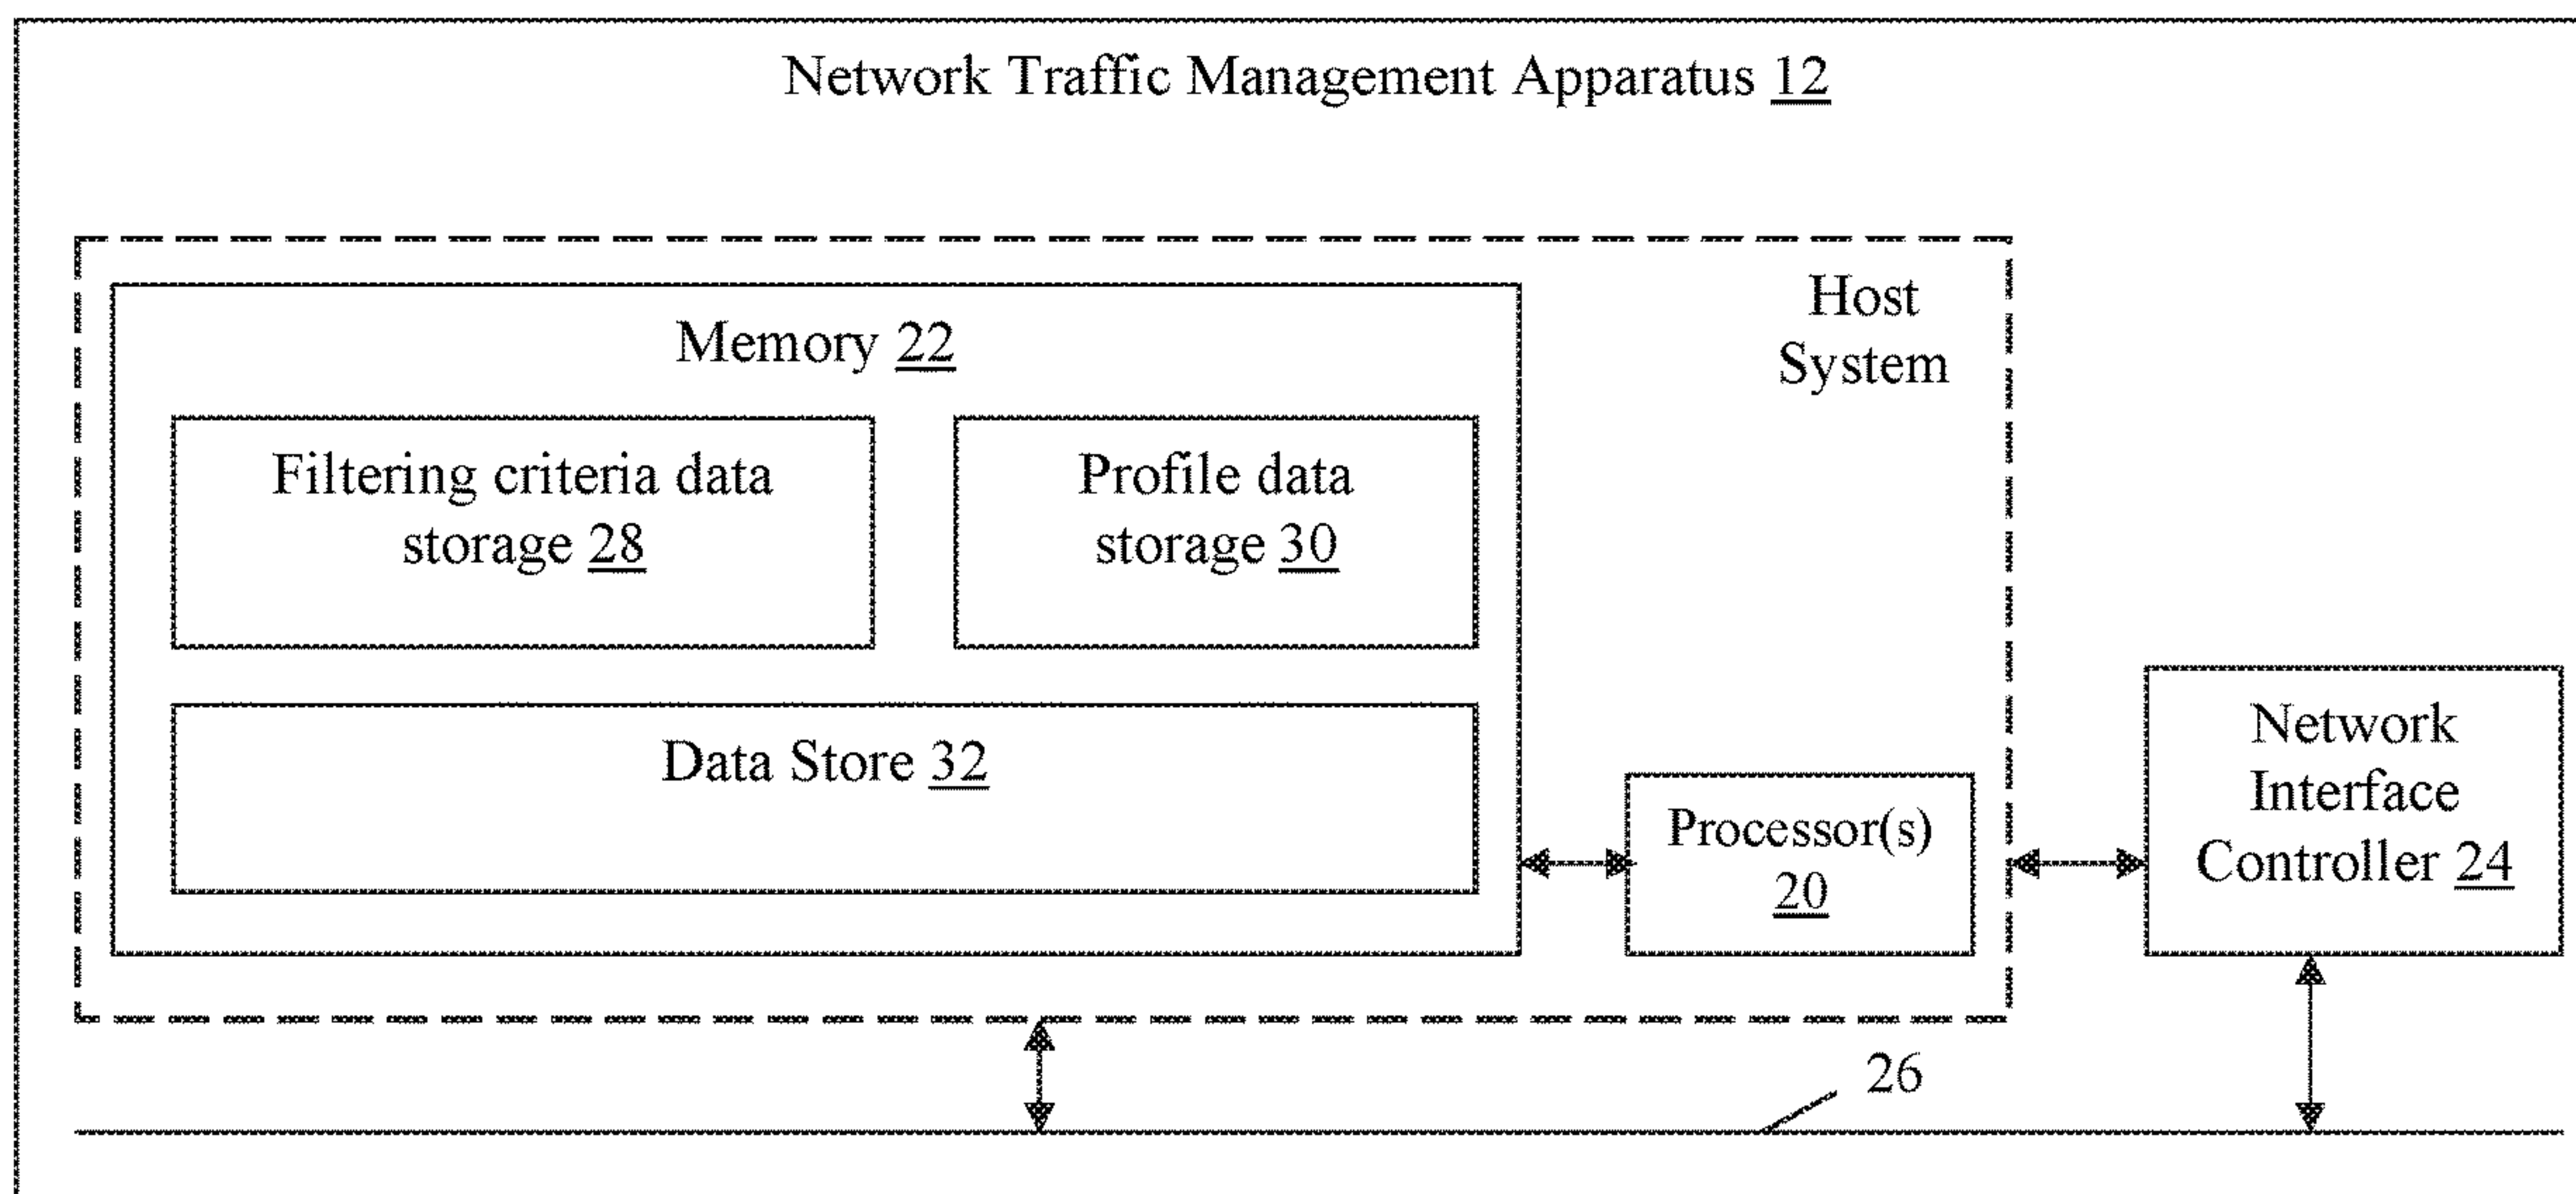 Network Traffic Management Apparatus 12
Host
System
Memory 22
Filtering criteria data
storage 28
Profile data
storage 30
Data Store 32
Processor(s)
20
Network
Interface
Controller 24
26